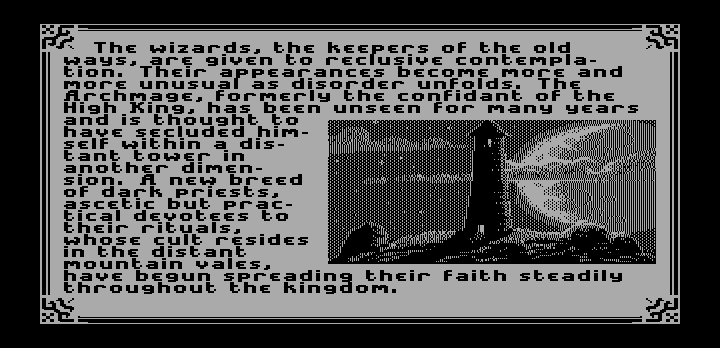 The wizards, the keepers of the old
ways, are given to reclusive contempla-
tion. Their appearances become more and
more unusual as disorder unfolds. The
Archmage, formerly the confidant of the
High King, has been unseen for many years
and is thought to
have secluded him-
self within a dis-
tant tower in
another dimen-
sion. A new breed
of dark priests,
ascetic but prac-
tical devotees to
their rituals,
whose cult resides
in the distant
mountain vales,
have begun spreading their faith steadily
throughout the kingdom.